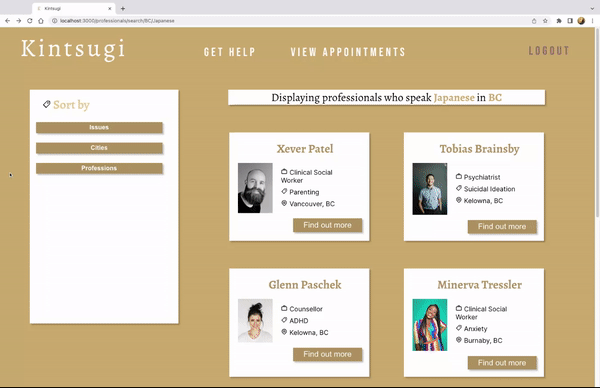 Kintsugi
localhost:3000/professionals/search/BC/Japanese
Kintsugi
GET HELP
VIEW APPOINTMENTS
LOGOUT
Sort by
Issues
Cities
Professions
Displaying professionals who speak Japanese in BC
Xever Patel
Clinical Social
Worker
Parenting
Vancouver, BC
Find out more
Tobias Brainsby
Psychiatrist
Suicidal Ideation
Kelowna, BC
Find out more
Glenn Paschek
Counsellor
ADHD
Kelowna, BC
Find out more
Minerva Tressler
Clinical Social
Worker
Anxiety
Burnaby, BC
Find out more